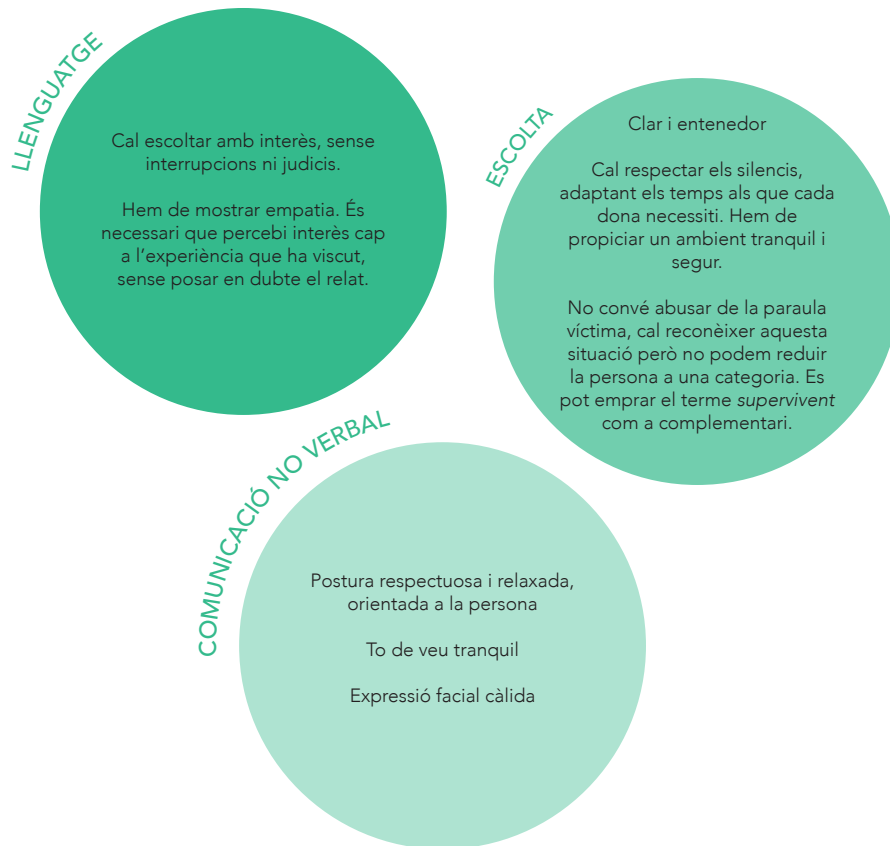 LLENGUATGE
Cal escoltar amb interès, sense
interrupcions ni judicis.
Hem de mostrar empatia. És
necessari que percebi interès cap
a l’experiència que ha viscut,
sense posar en dubte el relat.
ESCOLTA
Clar i entenedor
Cal respectar els silencis,
adaptant els temps als que cada
dona necessiti. Hem de
propiciar un ambient tranquil i
segur.
No convé abusar de la paraula
víctima, cal reconèixer aquesta
situació però no podem reduir
la persona a una categoria. Es
pot emprar el terme supervivent
com a complementari.
COMUNICACIÓ NO VERBAL
Postura respectuosa i relaxada,
orientada a la persona
To de veu tranquil
Expressió facial càlida